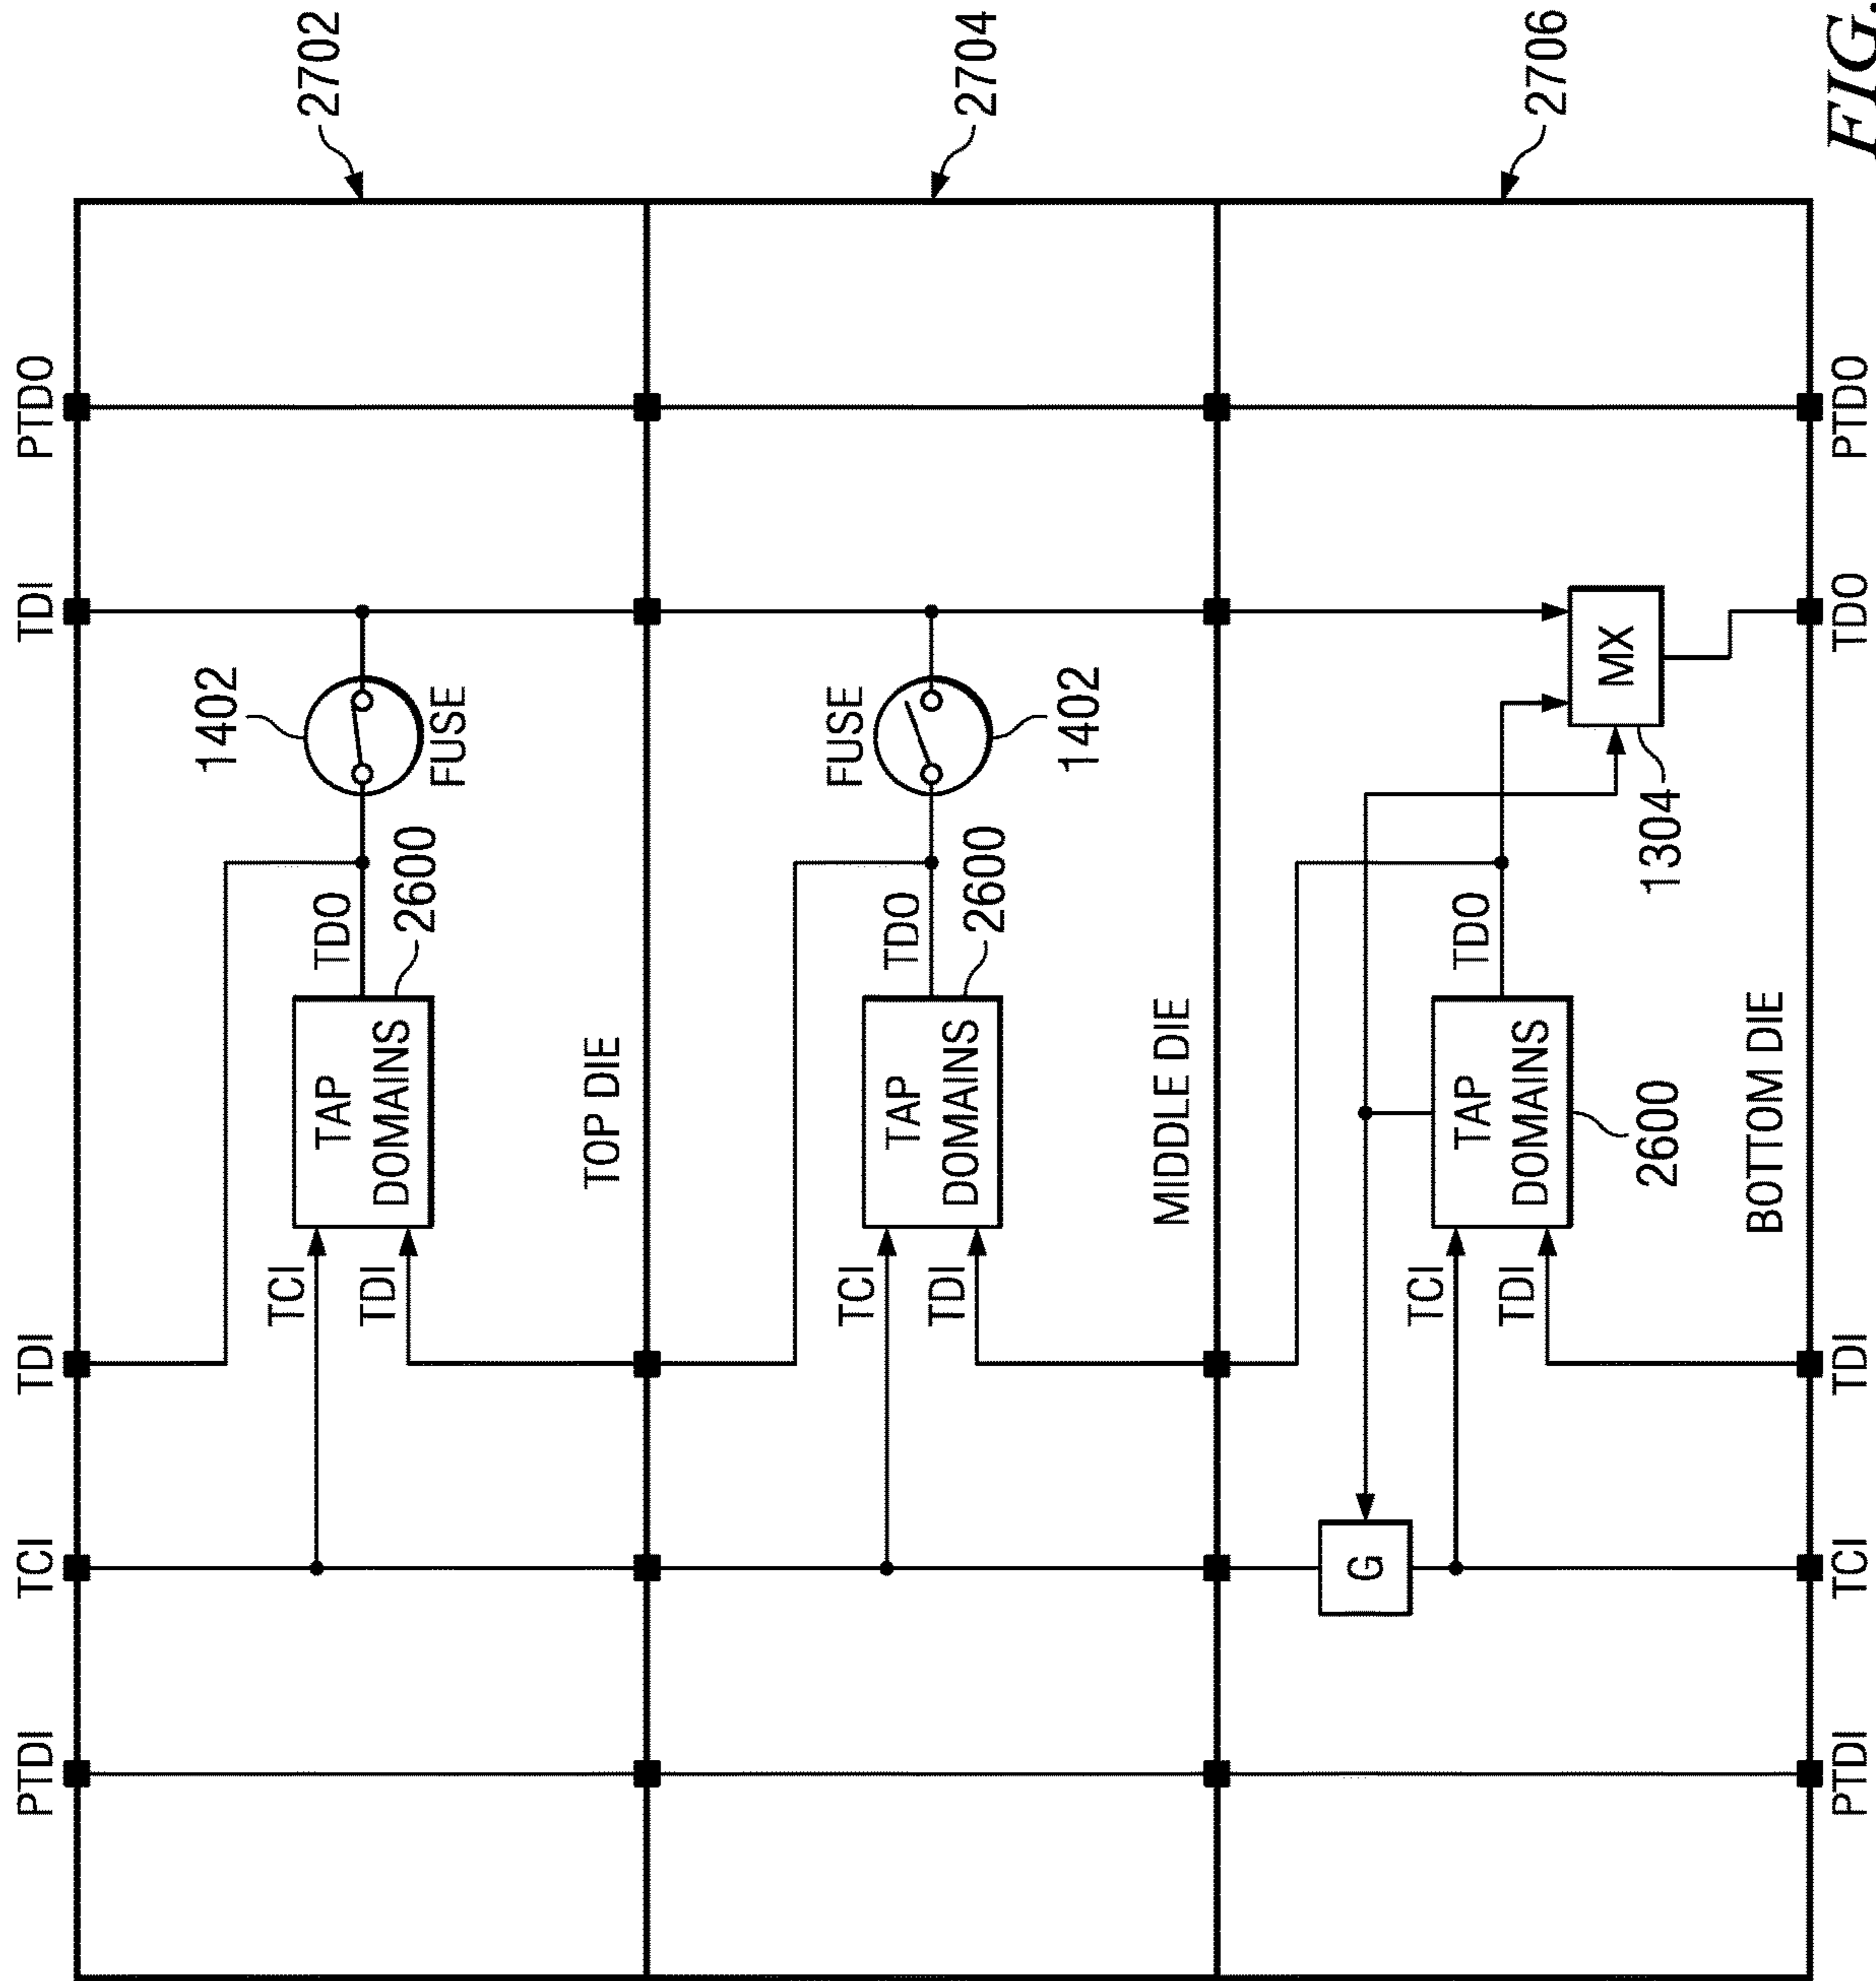 PTDI
TCI
TDI
TDI
PTDO
1402
TCI
TDO
2702
TAP
DOMAINS
TDI
2600
FUSE
TOP DIE
FUSE
TCI
TDO
2704
TAP
DOMAINS
TDI
2600
1402
MIDDLE DIE
G
TCI
TDO
MX
2706
TAP
DOMAINS
TDI
2600
1304
BOTTOM DIE
PTDI
TCI
TDI
TDO
PTDO
FIG.